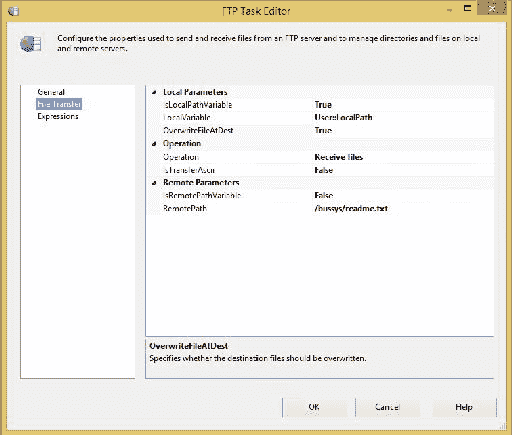 FTP Task Editor
Configure the properties used to send and receive files from an FTP server and to manage directories and files on local
and remote servers.
General
File Transfer
Expressions
Local Parameters
IsLocalPathVariable True
LocalVariable User::LocalPath
OverwriteFileAtDest True
Operation
Operation Receive files
IsTransferAscii False
Remote Parameters
IsRemotePathVariable False
RemotePath /bussys/readme.txt
OverwriteFileAtDest
Specifies whether the destination files should be overwritten.
OK Cancel Help